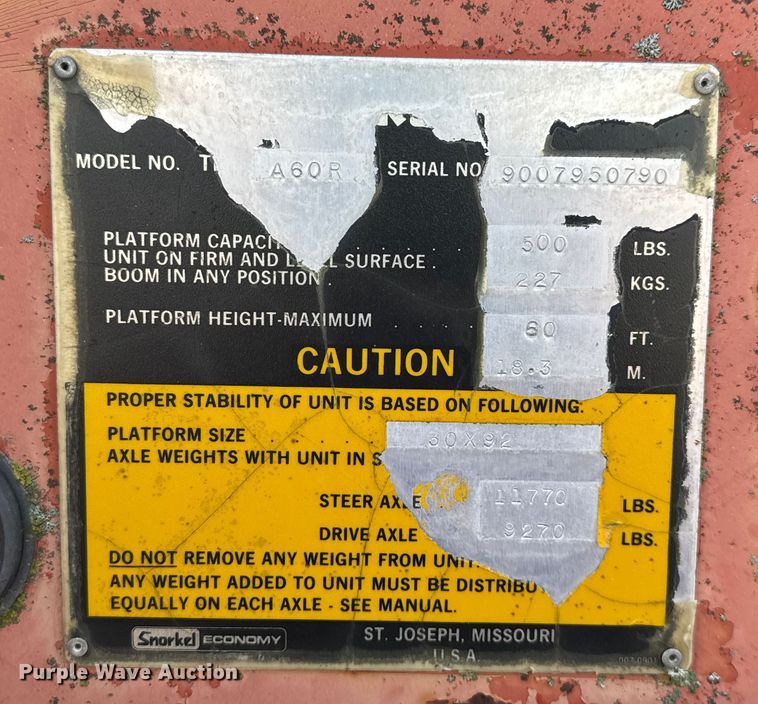 MODEL NO. T A60R SERIAL NO 9007950790
PLATFORM CAPACIT 500 LBS.
UNIT ON FIRM AND L L SURFACE .
BOOM IN ANY POSITION . 227 KGS.
PLATFORM HEIGHT-MAXIMUM . . . . . 60 FT.
18.3 M.
CAUTION
PROPER STABILITY OF UNIT IS BASED ON FOLLOWING:
PLATFORM SIZE . . . . . 30X92
AXLE WEIGHTS WITH UNIT IN S
STEER AXLE 11770 LBS.
DRIVE AXLE 9270 LBS.
DO NOT REMOVE ANY WEIGHT FROM UNIT.
ANY WEIGHT ADDED TO UNIT MUST BE DISTRIBU
EQUALLY ON EACH AXLE - SEE MANUAL.
Snorkel ECONOMY ST. JOSEPH, MISSOURI
U.S.A.
Purple Wave Auction